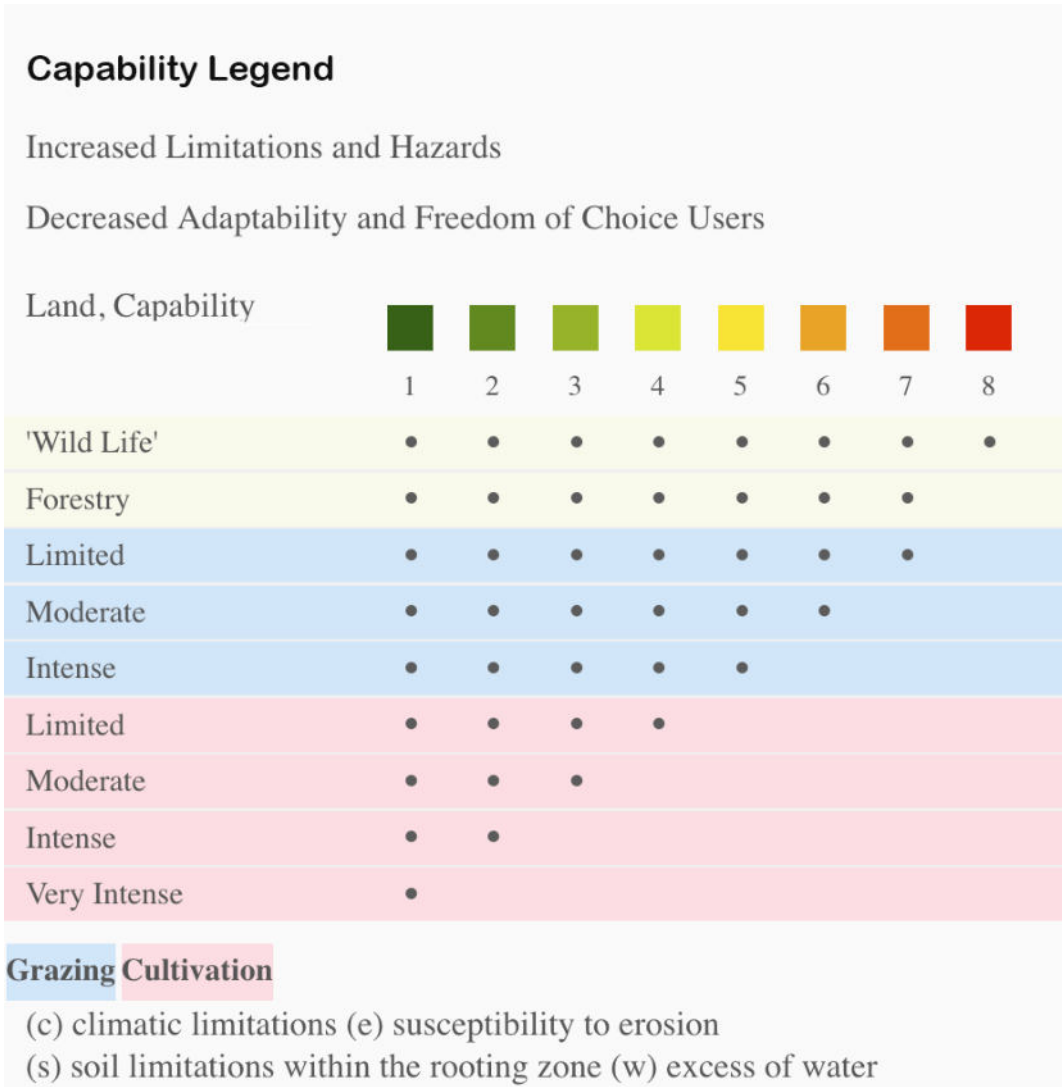 Capability Legend
Increased Limitations and Hazards
Decreased Adaptability and Freedom of Choice Users
Land, Capability
1 2 3 4 5 6 7 8
'Wild Life' • • • • • • • •
Forestry • • • • • • •
Limited • • • • • • •
Moderate • • • • • •
Intense • • • • •
Limited • • • •
Moderate • • •
Intense • •
Very Intense •
Grazing Cultivation
(c) climatic limitations (e) susceptibility to erosion
(s) soil limitations within the rooting zone (w) excess of water